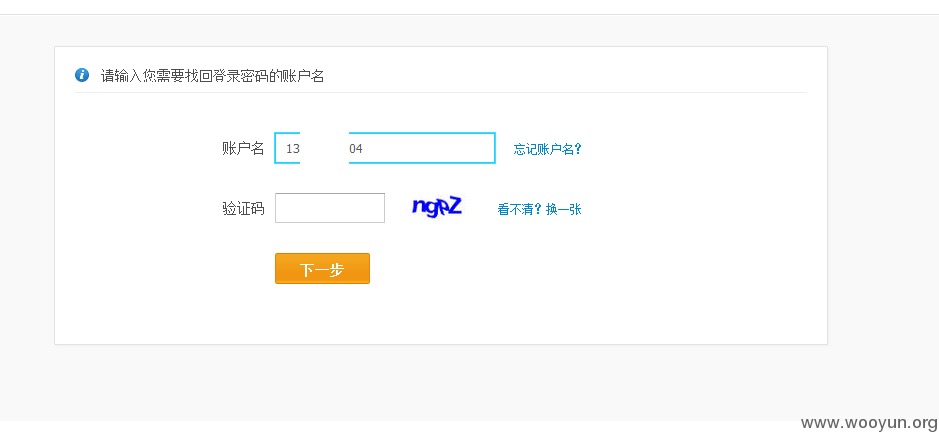 请输入您需要找回登录密码的账户名
账户名 13 04 忘记账户名?
验证码 ngpZ 看不清?换一张
下一步
www.wooyun.org